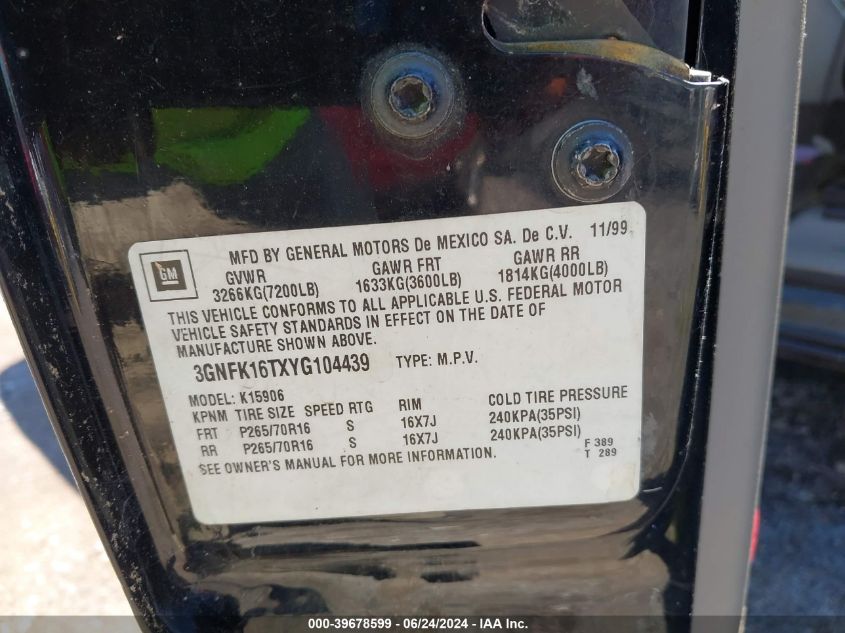 MFD BY GENERAL MOTORS De MEXICO SA. De C.V. 11/99
GM
GVWR GAWR FRT GAWR RR
3266KG(7200LB) 1633KG(3600LB) 1814KG(4000LB)
THIS VEHICLE CONFORMS TO ALL APPLICABLE U.S. FEDERAL MOTOR
VEHICLE SAFETY STANDARDS IN EFFECT ON THE DATE OF
MANUFACTURE SHOWN ABOVE.
3GNFK16TXYG104439 TYPE: M.P.V.
MODEL: K15906
KPNM TIRE SIZE SPEED RTG RIM COLD TIRE PRESSURE
FRT P265/70R16 S 16X7J 240KPA(35PSI)
RR P265/70R16 S 16X7J 240KPA(35PSI)
SEE OWNER'S MANUAL FOR MORE INFORMATION.
F 389
T 289
000-39678599 - 06/24/2024 - IAA Inc.